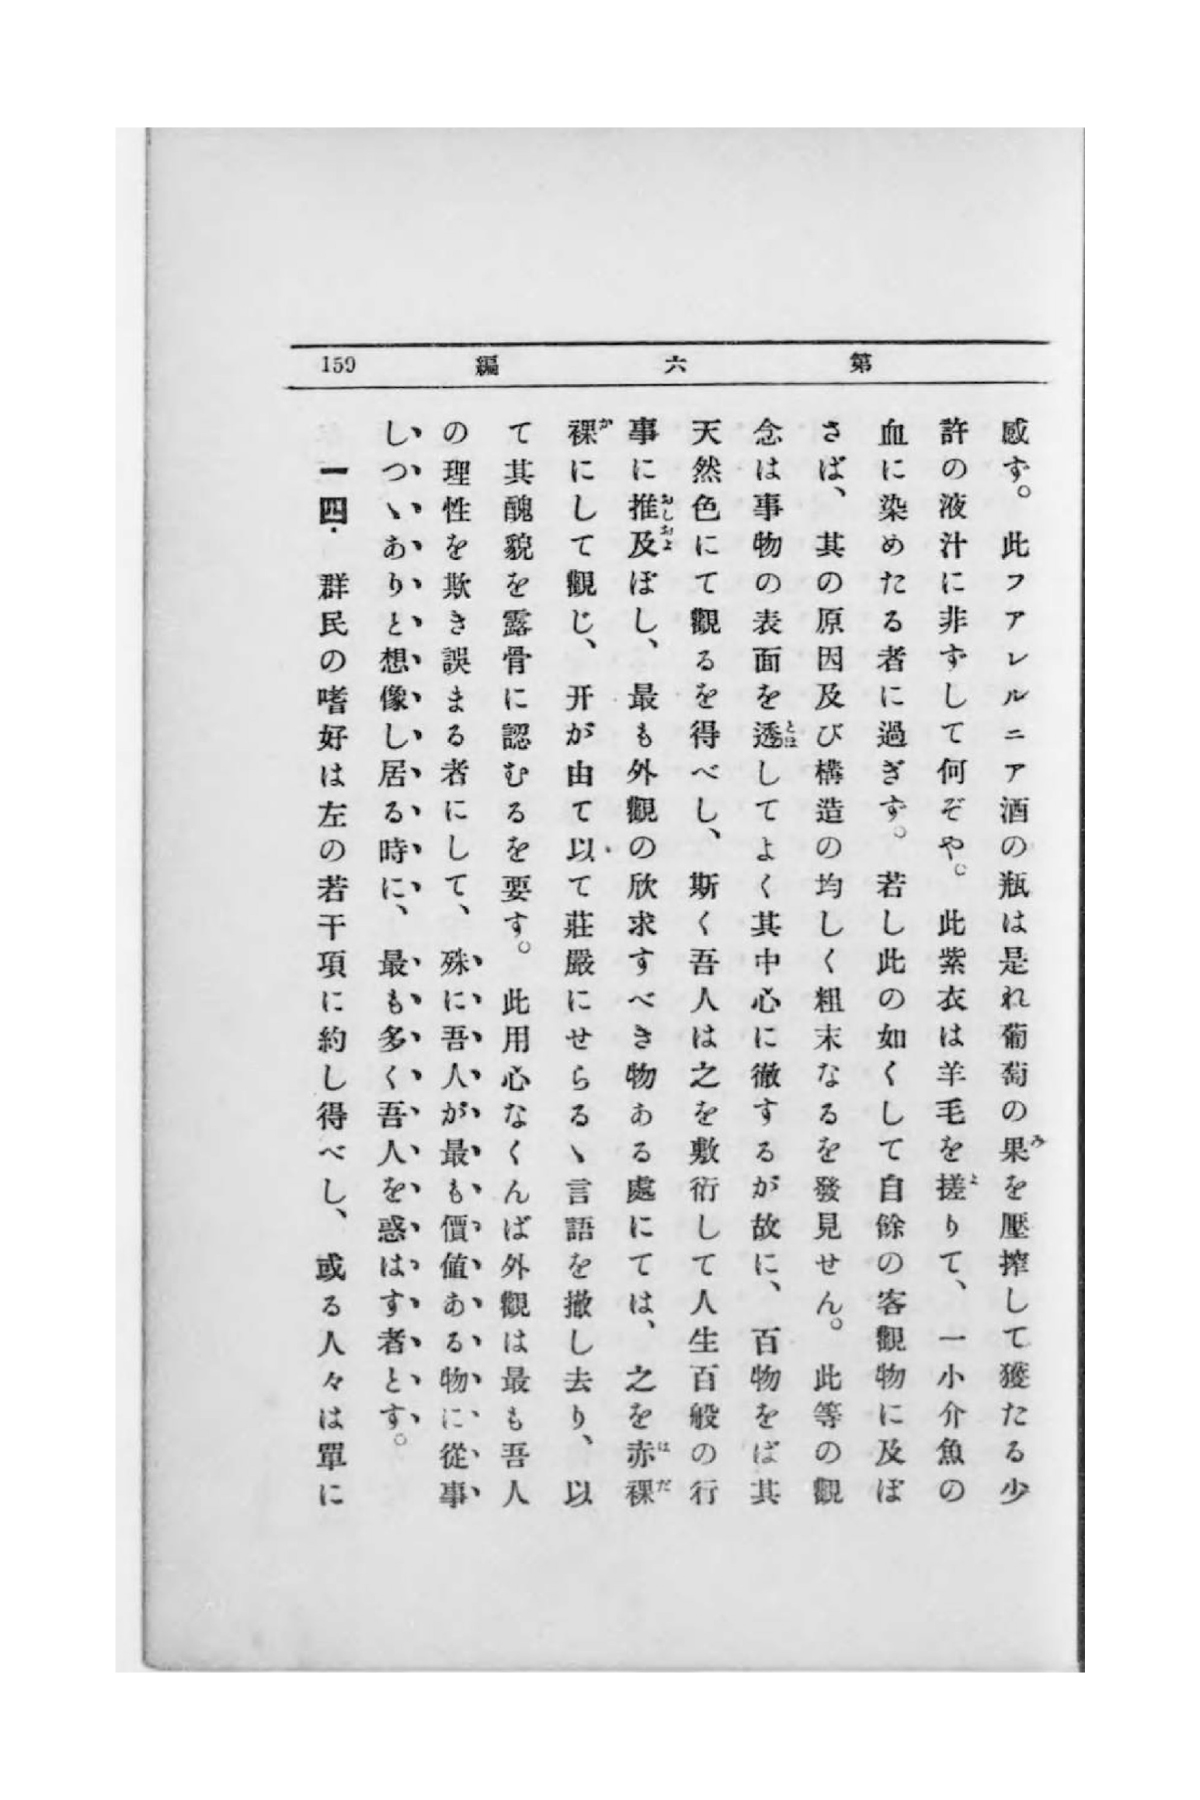 第六編 159
感ず。此フアレルニア酒の瓶は是れ葡萄の果を壓搾して獲たる少
許の液汁に非ずして何ぞや。此紫衣は羊毛を搓りて、一小介魚の
血に染めたる者に過ぎず。若し此の如くして自餘の客觀物に及ぼ
さば、其の原因及び構造の均しく粗末なるを發見せん。此等の觀
念は事物の表面を透してよく其中心に徹するが故に、百物をば其
天然色にて觀るを得べし、斯く吾人は之を敷衍して人生百般の行
事に推及ぼし、最も外觀の欣求すべき物ある處にては、之を赤裸
裸にして觀じ、开が由て以て莊嚴にせらるゝ言語を撤し去り、以
て其醜貌を露骨に認むるを要す。此用心なくんば外觀は最も吾人
の理性を欺き誤まる者にして、殊に吾人が最も價値ある物に從事
しつゝありと想像し居る時に、最も多く吾人を惑はす者とす。
一四. 群民の嗜好は左の若干項に約し得べし、或る人々は單に